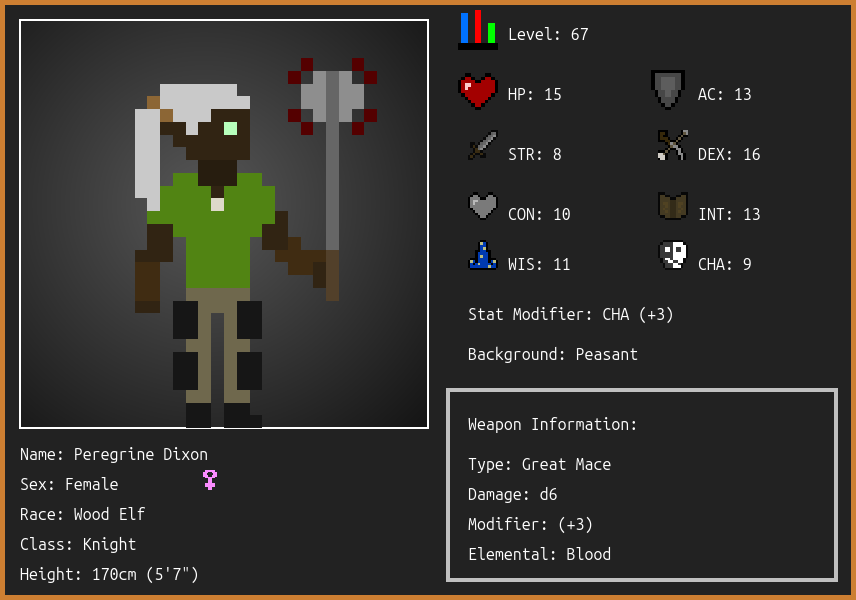 Level: 67
HP: 15
AC: 13
STR: 8
DEX: 16
CON: 10
INT: 13
WIS: 11
CHA: 9
Stat Modifier: CHA (+3)
Background: Peasant
Weapon Information:
Type: Great Mace
Damage: d6
Modifier: (+3)
Elemental: Blood
Name: Peregrine Dixon
Sex: Female
Race: Wood Elf
Class: Knight
Height: 170cm (5'7")